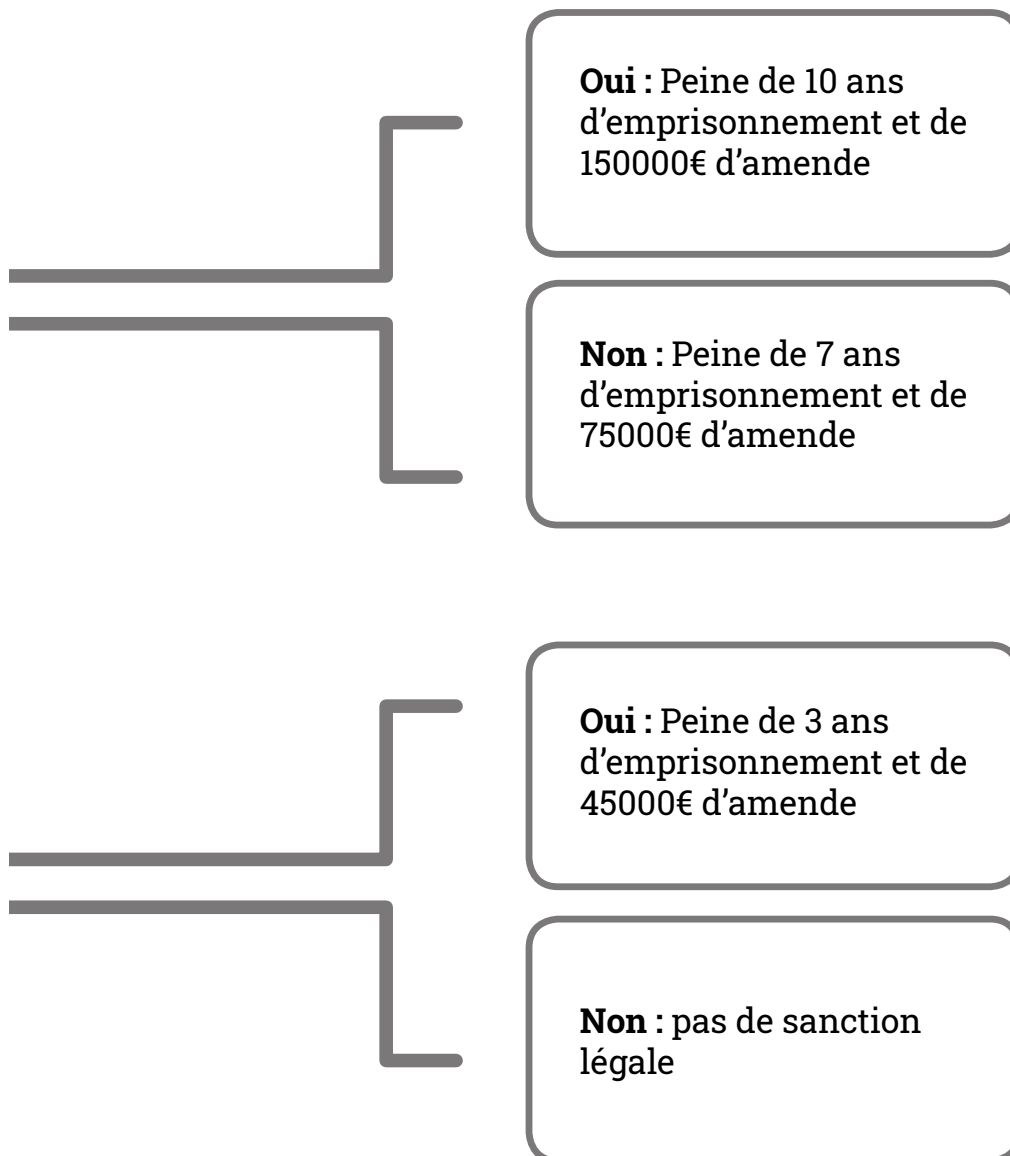 Oui : Peine de 10 ans
d’emprisonnement et de
150000€ d’amende
Non : Peine de 7 ans
d’emprisonnement et de
75000€ d’amende
Oui : Peine de 3 ans
d’emprisonnement et de
45000€ d’amende
Non : pas de sanction
légale